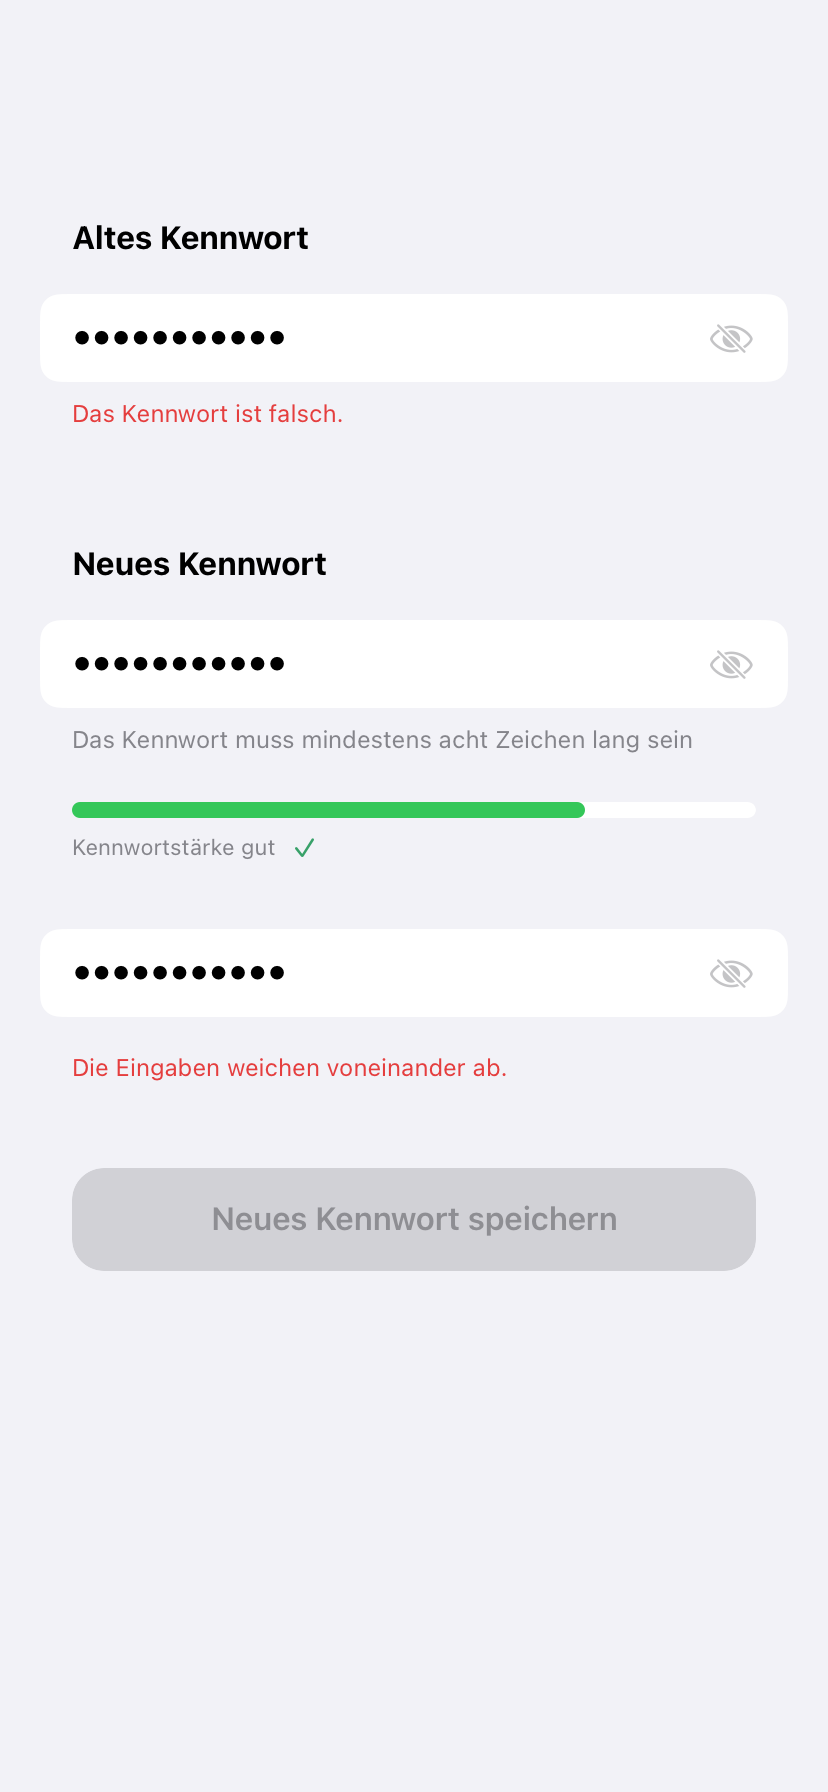 Altes Kennwort
•••••••••••
Das Kennwort ist falsch.
Neues Kennwort
•••••••••••
Das Kennwort muss mindestens acht Zeichen lang sein
Kennwortstärke gut ✓
•••••••••••
Die Eingaben weichen voneinander ab.
Neues Kennwort speichern